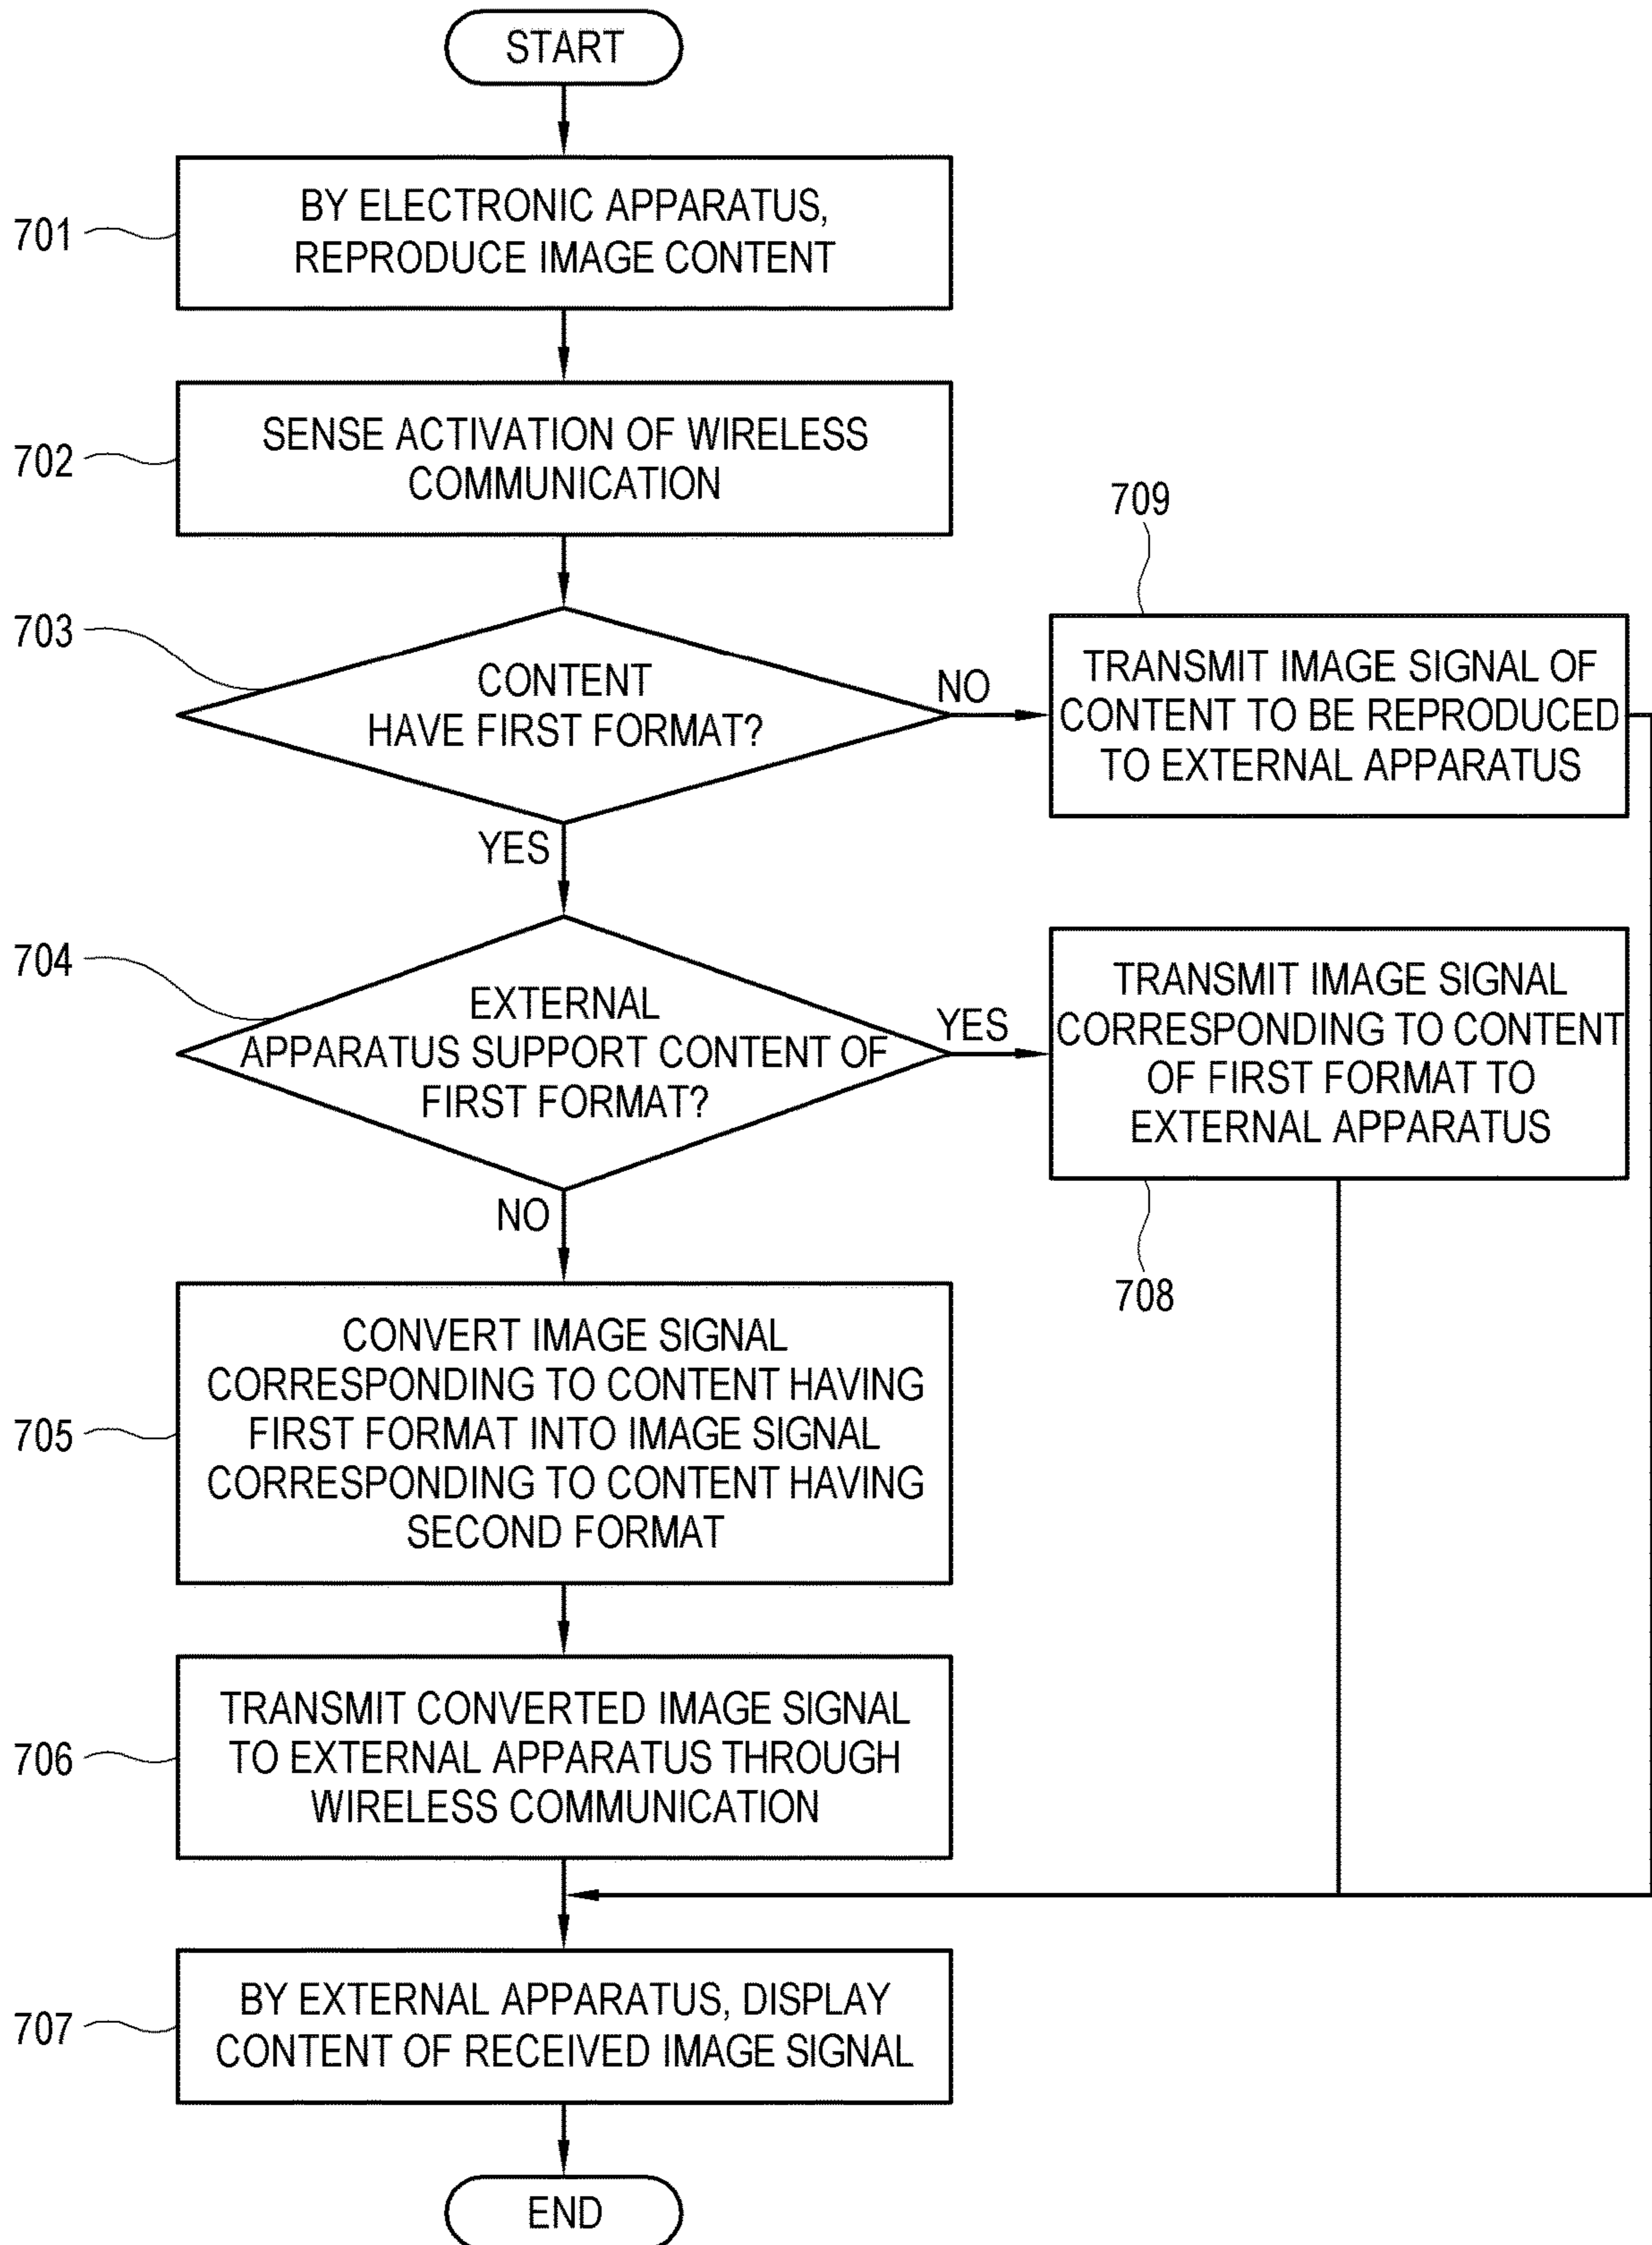 START
701
BY ELECTRONIC APPARATUS,
REPRODUCE IMAGE CONTENT
702
SENSE ACTIVATION OF WIRELESS
COMMUNICATION
703
CONTENT
HAVE FIRST FORMAT?
NO
YES
709
TRANSMIT IMAGE SIGNAL OF
CONTENT TO BE REPRODUCED
TO EXTERNAL APPARATUS
704
EXTERNAL
APPARATUS SUPPORT CONTENT OF
FIRST FORMAT?
YES
NO
TRANSMIT IMAGE SIGNAL
CORRESPONDING TO CONTENT
OF FIRST FORMAT TO
EXTERNAL APPARATUS
708
705
CONVERT IMAGE SIGNAL
CORRESPONDING TO CONTENT HAVING
FIRST FORMAT INTO IMAGE SIGNAL
CORRESPONDING TO CONTENT HAVING
SECOND FORMAT
706
TRANSMIT CONVERTED IMAGE SIGNAL
TO EXTERNAL APPARATUS THROUGH
WIRELESS COMMUNICATION
707
BY EXTERNAL APPARATUS, DISPLAY
CONTENT OF RECEIVED IMAGE SIGNAL
END